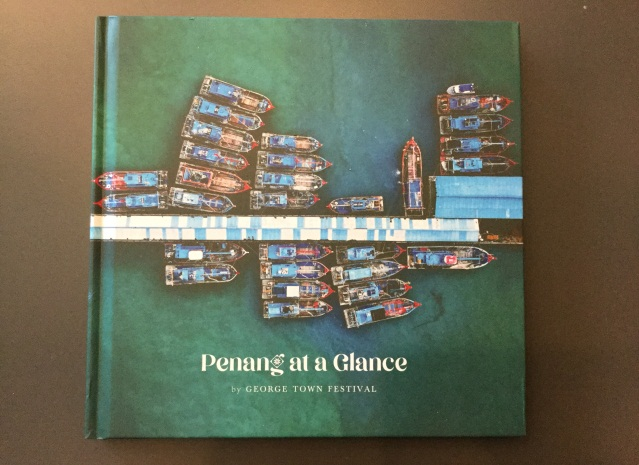 Penang at a Glance
by GEORGE TOWN FESTIVAL